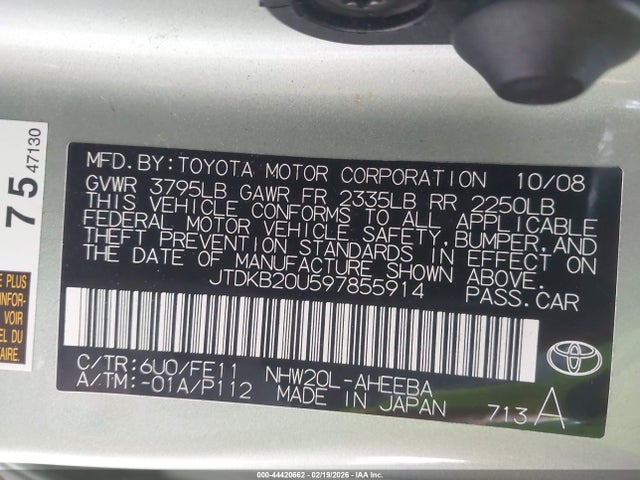 75
47130
E PLUS
INFOR-
VOIR
EL DU
TAIRE.
MFD. BY: TOYOTA MOTOR CORPORATION 10/08
GVWR 3795LB GAWR FR 2335LB RR 2250LB
THIS VEHICLE CONFORMS TO ALL APPLICABLE
FEDERAL MOTOR VEHICLE SAFETY, BUMPER, AND
THEFT PREVENTION STANDARDS IN EFFECT ON
THE DATE OF MANUFACTURE SHOWN ABOVE.
JTDKB20U597855914 PASS. CAR
C/TR: 6U0/FE11 NHW20L-AHEEBA
A/TM: -01A/P112 MADE IN JAPAN 713A
TOYOTA
000-44420662 - 02/19/2026 - IAA Inc.